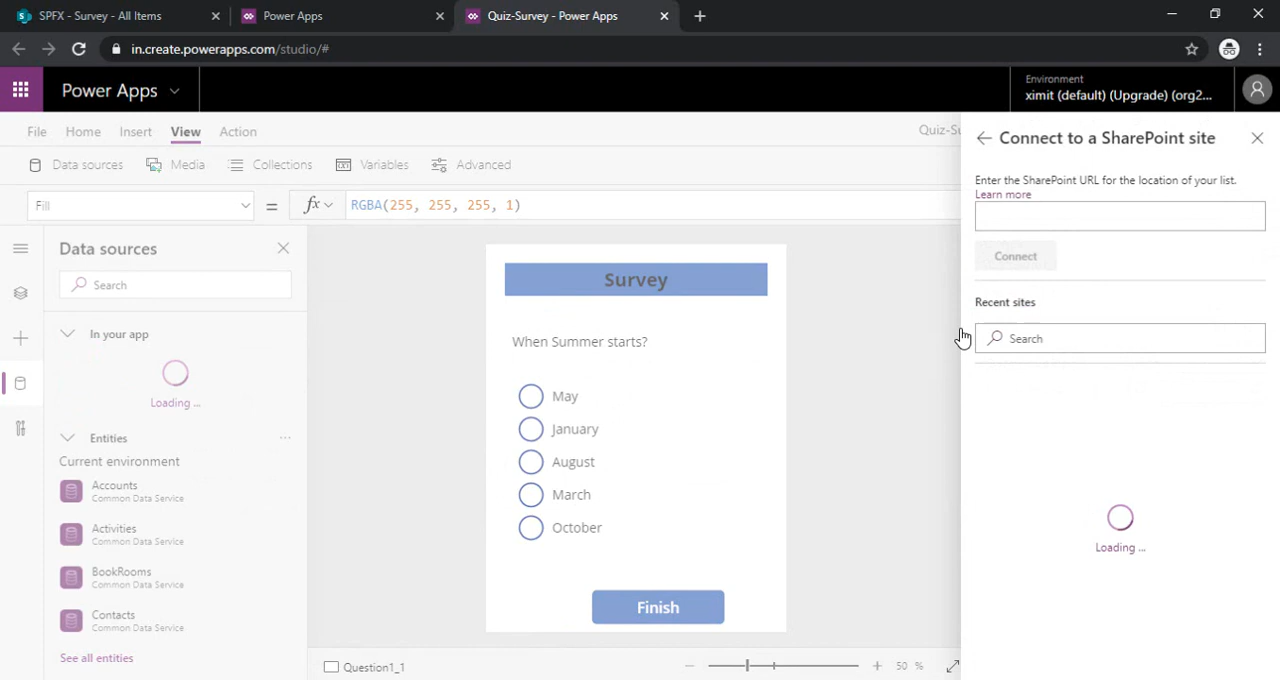 SPFX - Survey - All Items
Power Apps
Quiz-Survey - Power Apps
in.create.powerapps.com/studio/#
Power Apps
Environment
ximit (default) (Upgrade) (org2...
File Home Insert View Action
Quiz-Su
Data sources Media Collections Variables Advanced
Fill = fx RGBA(255, 255, 255, 1)
Data sources
Search
In your app
Loading ...
Entities ...
Current environment
Accounts
Common Data Service
Activities
Common Data Service
BookRooms
Common Data Service
Contacts
Common Data Service
See all entities
Survey
When Summer starts?
May
January
August
March
October
Finish
Question1_1
50 %
Connect to a SharePoint site
Enter the SharePoint URL for the location of your list.
Learn more
Connect
Recent sites
Search
Loading ...